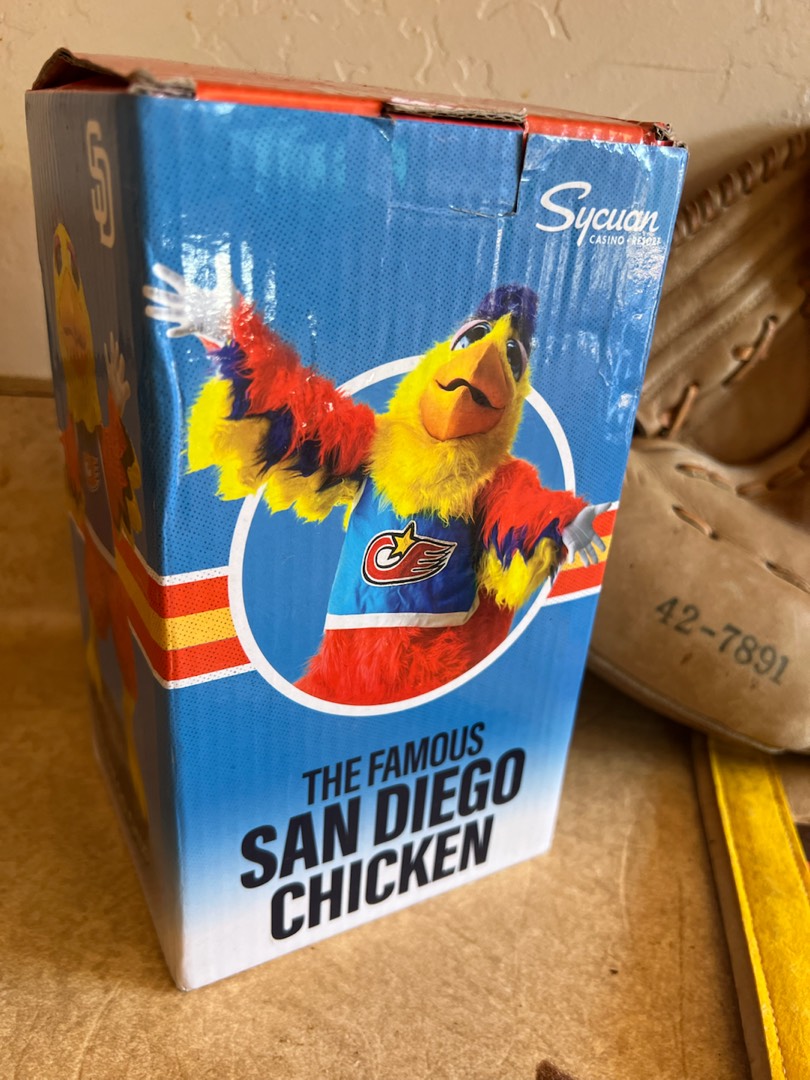 SD
Sycuan
CASINO • RESORT
THE FAMOUS
SAN DIEGO
CHICKEN
42-7891